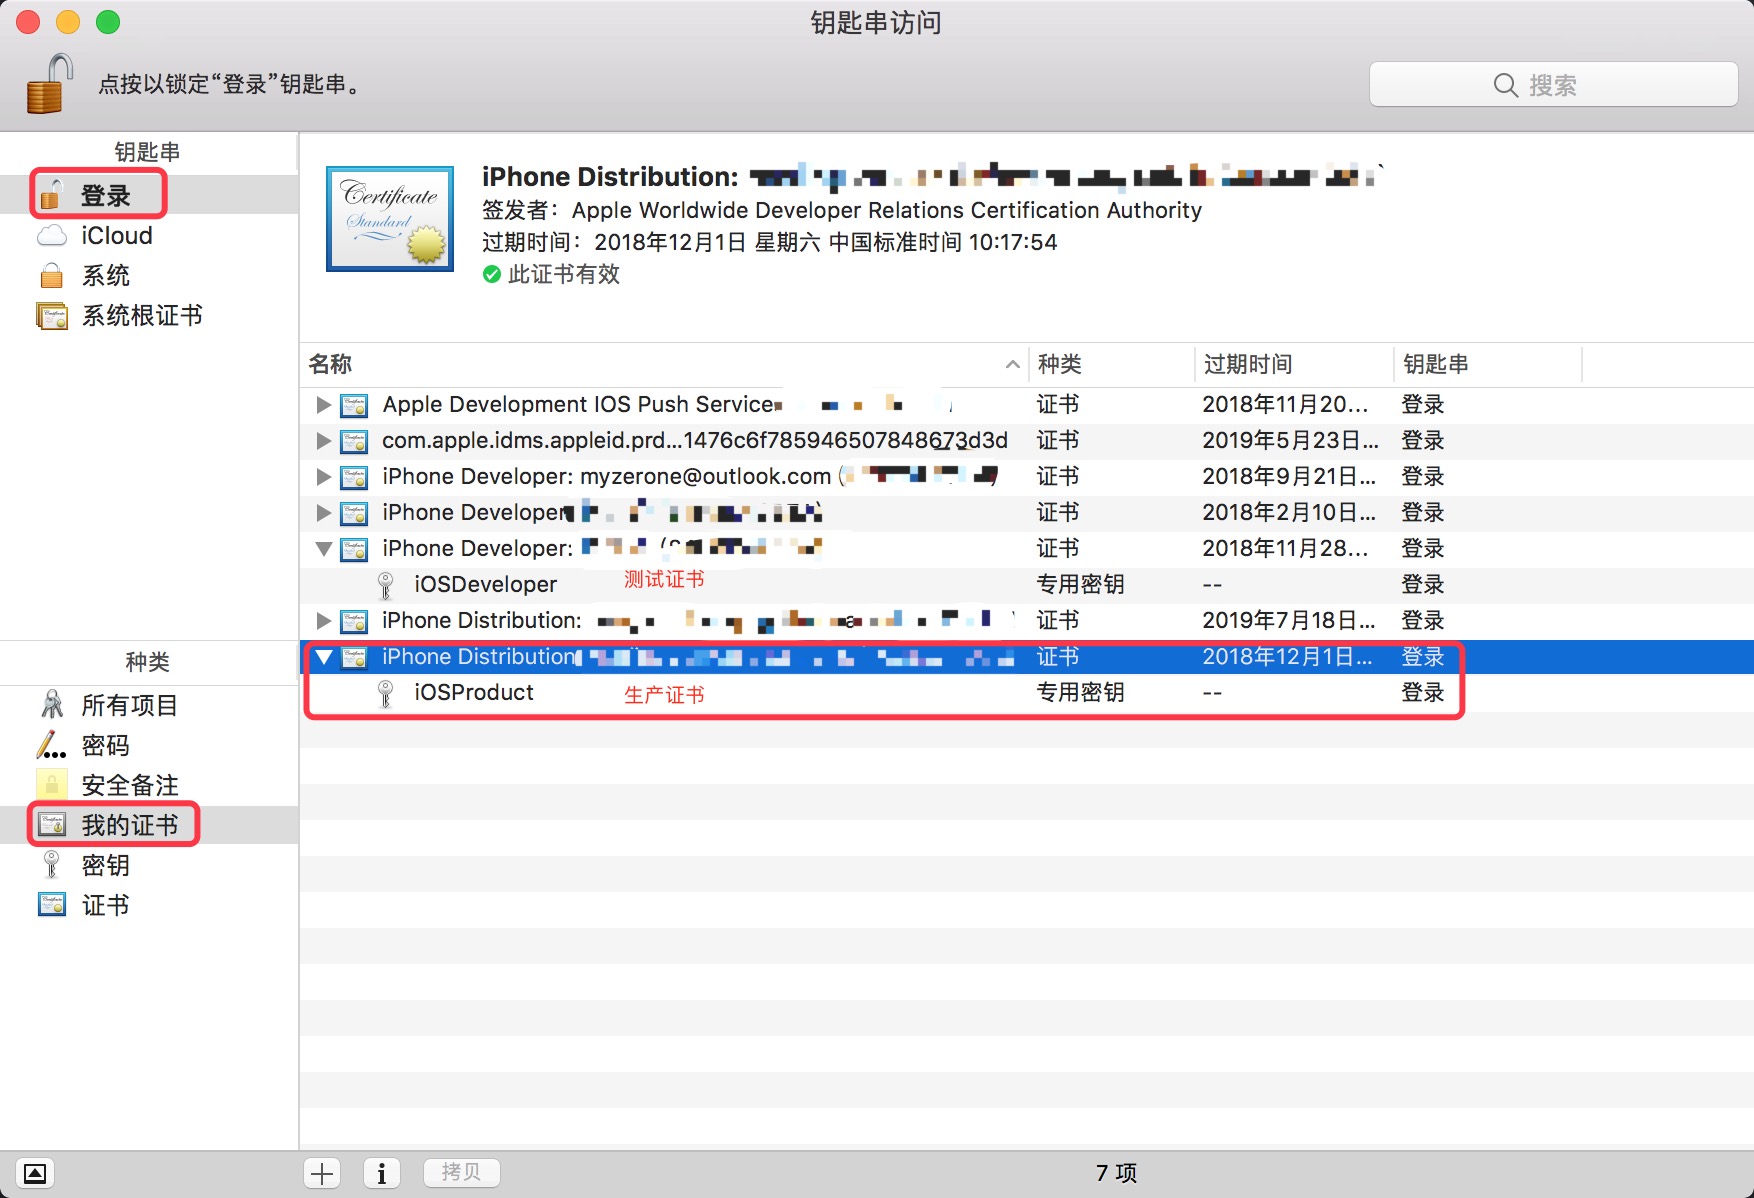 钥匙串访问
点按以锁定“登录”钥匙串。
搜索
钥匙串
登录
iCloud
系统
系统根证书
种类
所有项目
密码
安全备注
我的证书
密钥
证书
Certificate
Standard
iPhone Distribution:
签发者：Apple Worldwide Developer Relations Certification Authority
过期时间：2018年12月1日 星期六 中国标准时间 10:17:54
此证书有效
名称 种类 过期时间 钥匙串
Apple Development IOS Push Services 证书 2018年11月20... 登录
com.apple.idms.appleid.prd...1476c6f785946507848673d3d 证书 2019年5月23日... 登录
iPhone Developer: myzerone@outlook.com ( 证书 2018年9月21日... 登录
iPhone Developer 证书 2018年2月10日... 登录
iPhone Developer: 证书 2018年11月28... 登录
iOSDeveloper 测试证书 专用密钥 -- 登录
iPhone Distribution: 证书 2019年7月18日... 登录
iPhone Distribution 证书 2018年12月1日... 登录
iOSProduct 生产证书 专用密钥 -- 登录
拷贝
7 项